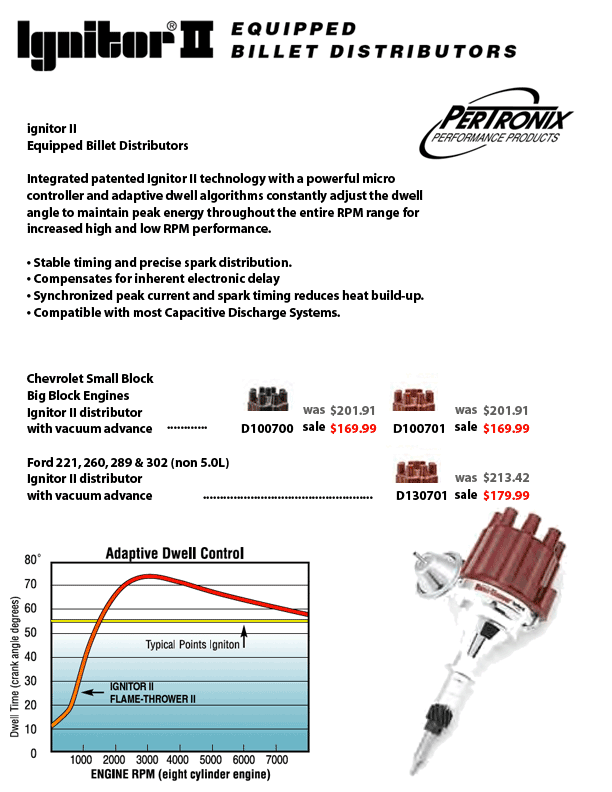 Ignitor® II EQUIPPED
BILLET DISTRIBUTORS
PERTRONIX
PERFORMANCE PRODUCTS
ignitor II
Equipped Billet Distributors
Integrated patented Ignitor II technology with a powerful micro
controller and adaptive dwell algorithms constantly adjust the dwell
angle to maintain peak energy throughout the entire RPM range for
increased high and low RPM performance.
• Stable timing and precise spark distribution.
• Compensates for inherent electronic delay
• Synchronized peak current and spark timing reduces heat build-up.
• Compatible with most Capacitive Discharge Systems.
Chevrolet Small Block
Big Block Engines
Ignitor II distributor was $201.91 was $201.91
with vacuum advance ............ D100700 sale $169.99 D100701 sale $169.99
Ford 221, 260, 289 & 302 (non 5.0L)
Ignitor II distributor was $213.42
with vacuum advance .................................................. D130701 sale $179.99
Adaptive Dwell Control
80°
70
60
50
40
30
20
10
0
Dwell Time (crank angle degrees)
Typical Points Igniton
IGNITOR II
FLAME-THROWER II
1000 2000 3000 4000 5000 6000 7000
ENGINE RPM (eight cylinder engine)